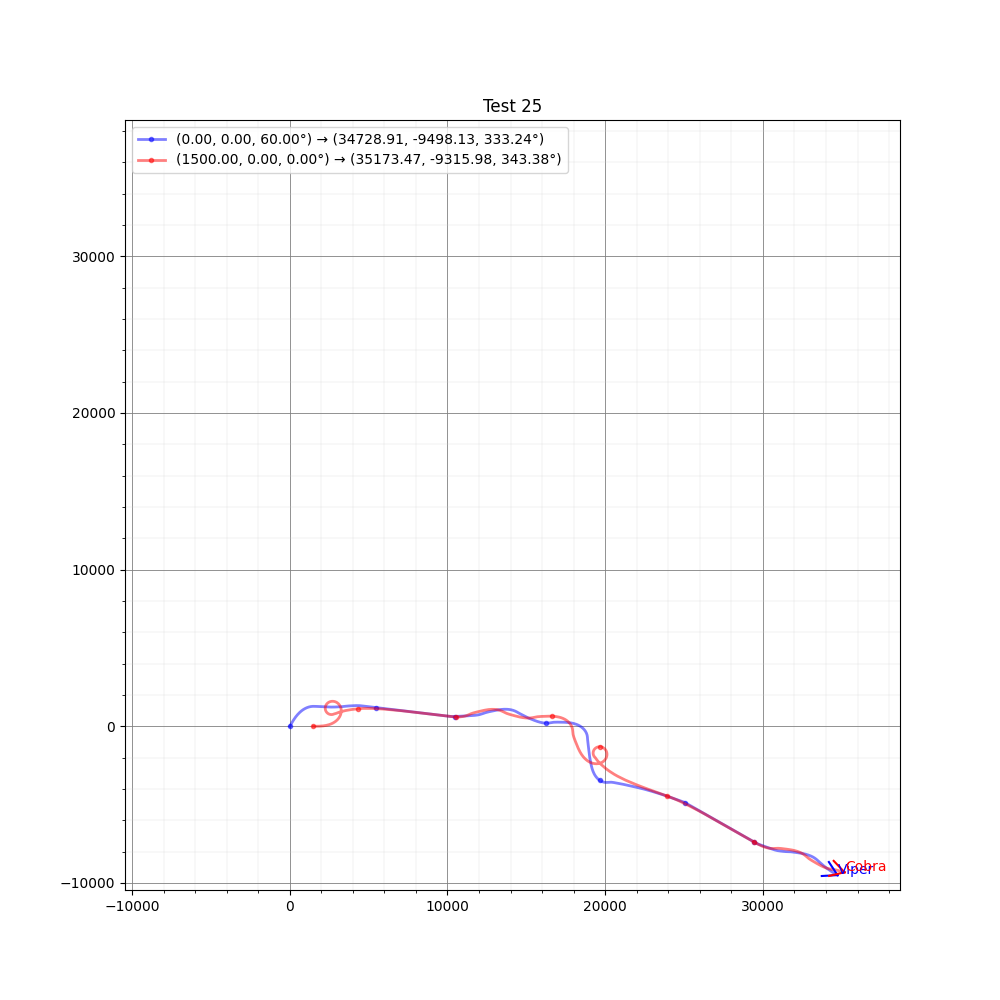 Test 25
(0.00, 0.00, 60.00°) → (34728.91, -9498.13, 333.24°)
(1500.00, 0.00, 0.00°) → (35173.47, -9315.98, 343.38°)
30000
20000
10000
0
−10000
Cobra
Viper
−10000 0 10000 20000 30000